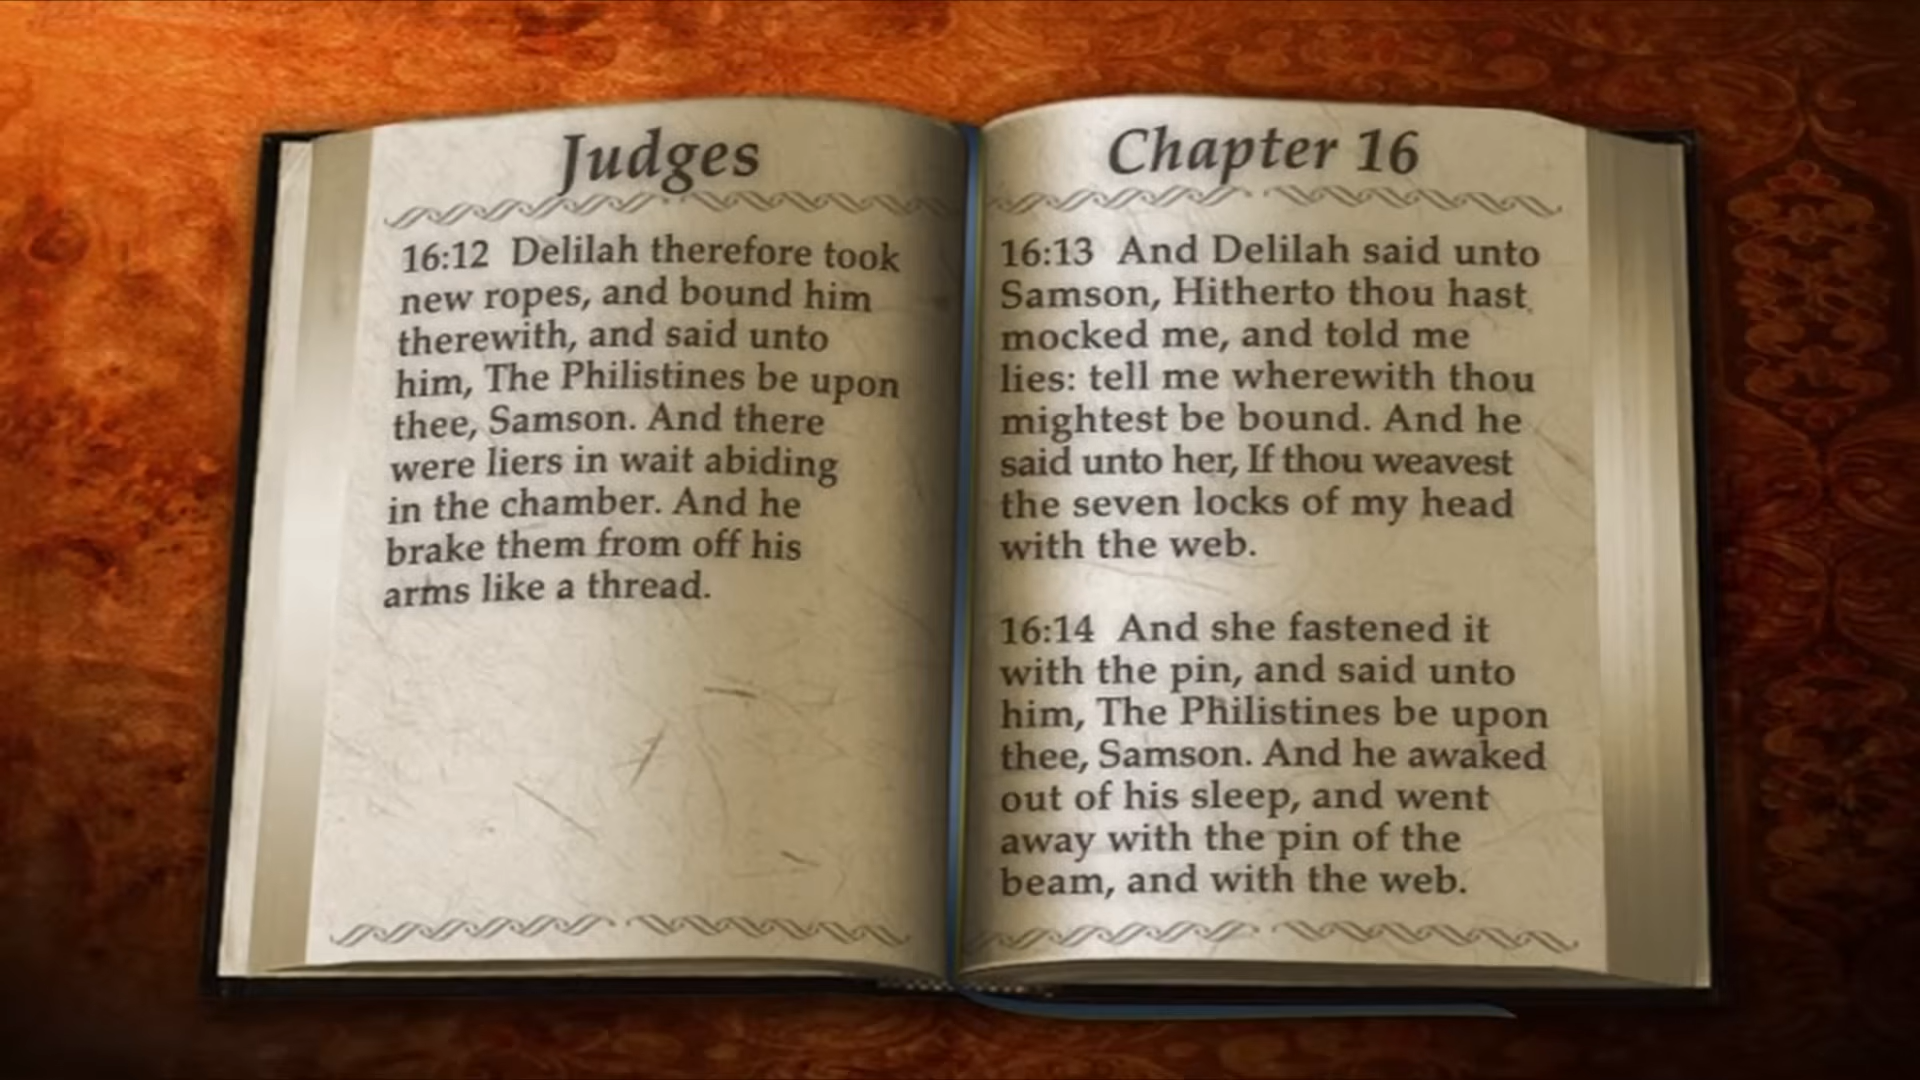 Judges
16:12 Delilah therefore took
new ropes, and bound him
therewith, and said unto
him, The Philistines be upon
thee, Samson. And there
were liers in wait abiding
in the chamber. And he
brake them from off his
arms like a thread.
Chapter 16
16:13 And Delilah said unto
Samson, Hitherto thou hast
mocked me, and told me
lies: tell me wherewith thou
mightest be bound. And he
said unto her, If thou weavest
the seven locks of my head
with the web.
16:14 And she fastened it
with the pin, and said unto
him, The Philistines be upon
thee, Samson. And he awaked
out of his sleep, and went
away with the pin of the
beam, and with the web.